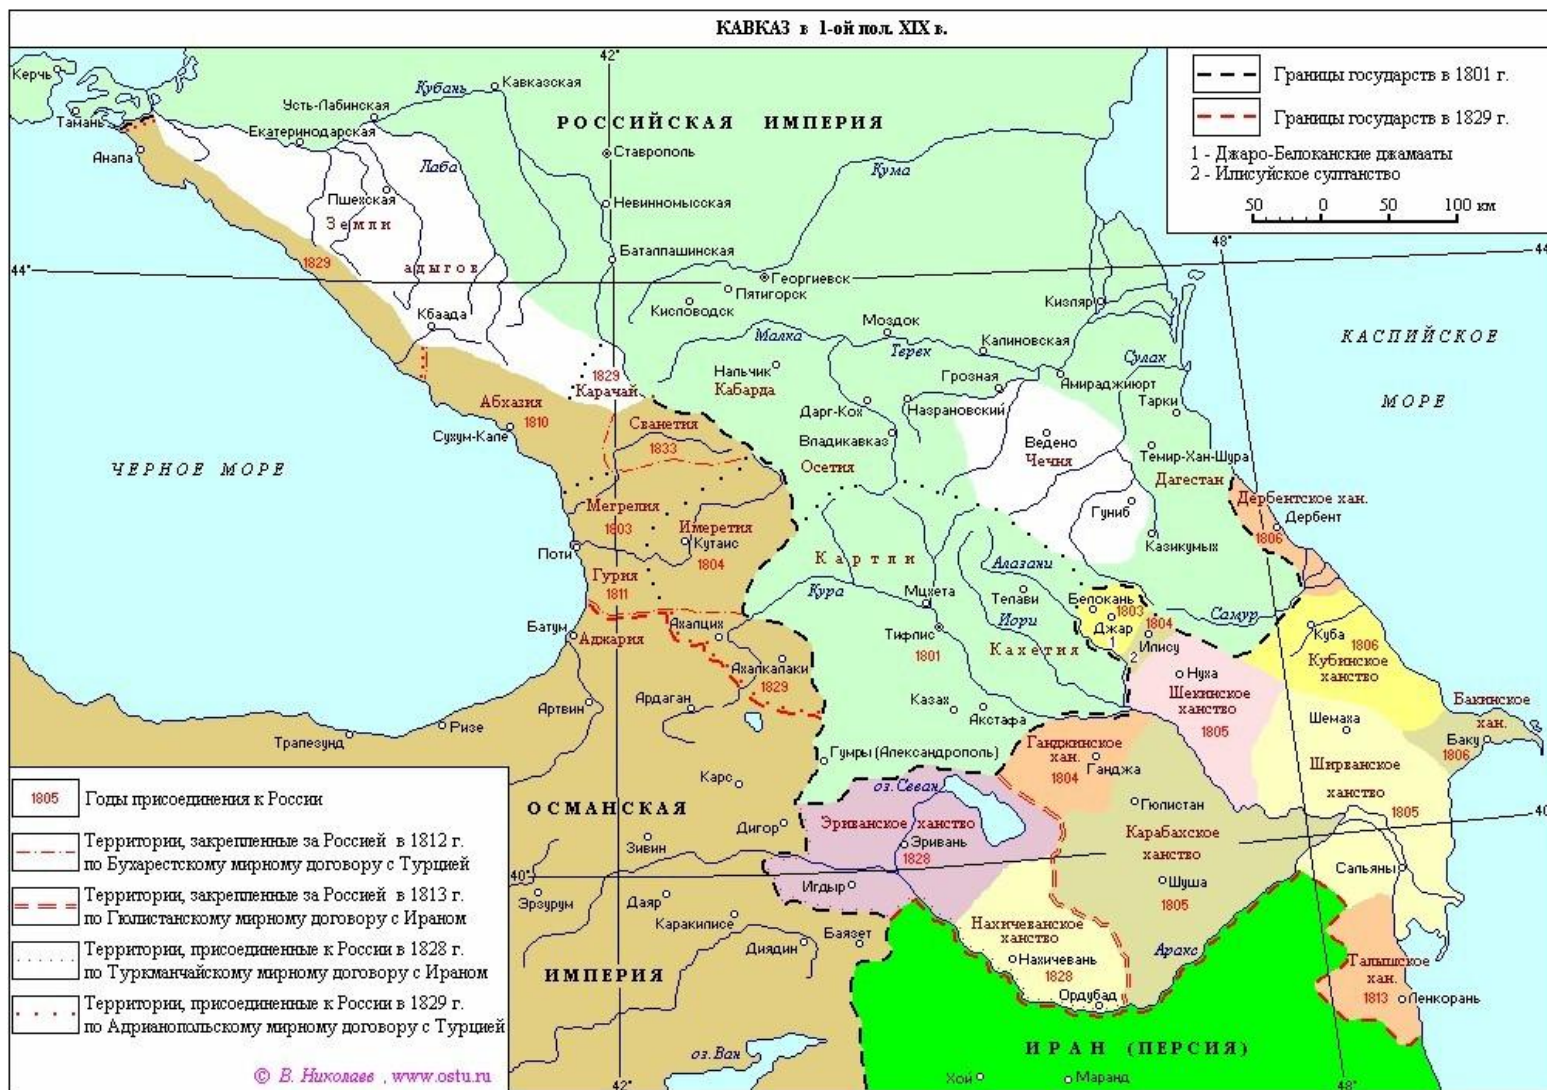 КАВКАЗ в 1-ой пол. XIX в.
Границы государств в 1801 г.
Границы государств в 1829 г.
1 - Джаро-Белоканские джамааты
2 - Илисуйское султанство
50 0 50 100 км
42°
48°
44°
44
Керчь
Тамань
Анапа
Усть-Лабинская
Екатеринодарская
Кубань
Кавказская
РОССИЙСКАЯ ИМПЕРИЯ
Ставрополь
Лаба
Кума
Пшехская
Земли
адыгов
Невинномысская
Баталпашинская
1829
Георгиевск
Пятигорск
Кисловодск
Кизляр
Кбаада
Моздок
Малка
Терек
Калиновская
Сулак
КАСПИЙСКОЕ
МОРЕ
1829
Карачай
Нальчик
Кабарда
Грозная
Амираджиюрт
Тарки
Абхазия
1810
Сухум-Кале
Сванетия
1833
Дарг-Кох
Назрановский
Владикавказ
Осетия
Ведено
Чечня
Темир-Хан-Шура
Дагестан
ЧЕРНОЕ МОРЕ
Мегрелия
1803
Имеретия
Кутаис
1804
Поти
Гуниб
Казикумых
Дербентское хан.
Дербент
1806
Картли
Гурия
1811
Кура
Мцхета
Алазани
Телави
Иори
Белокань
1803
Джар
1
1804
Илису
2
Самур
Батум
Аджария
Ахалцих
Тифлис
1801
Кахетия
Куба
1806
Кубинское
ханство
Ахалкалаки
1829
Нуха
Шекинское
ханство
1805
Артвин
Ардаган
Казах
Акстафа
Шемаха
Бакинское
хан.
Баку
1806
Трапезунд
Ризе
Гумры (Александрополь)
Ганджинское
хан.
Ганджа
1804
Ширванское
ханство
1805
Карс
оз. Севан
Гюлистан
40
ОСМАНСКАЯ
Дигор
Эриванское ханство
Эривань
1828
Карабахское
ханство
Зивин
Сальяны
40°
Эрзурум
Даяр
Игдыр
Шуша
1805
Каракилисе
Баязет
Диядин
Нахичеванское
ханство
Нахичевань
1828
Аракс
Талышское
хан.
1813
Ленкорань
ИМПЕРИЯ
Ордубад
оз. Ван
ИРАН (ПЕРСИЯ)
Хой
Маранд
42°
48°
1805 Годы присоединения к России
Территории, закрепленные за Россией в 1812 г.
по Бухарестскому мирному договору с Турцией
Территории, закрепленные за Россией в 1813 г.
по Гюлистанскому мирному договору с Ираном
Территории, присоединенные к России в 1828 г.
по Туркманчайскому мирному договору с Ираном
Территории, присоединенные к России в 1829 г.
по Адрианопольскому мирному договору с Турцией
© В. Николаев , www.ostu.ru